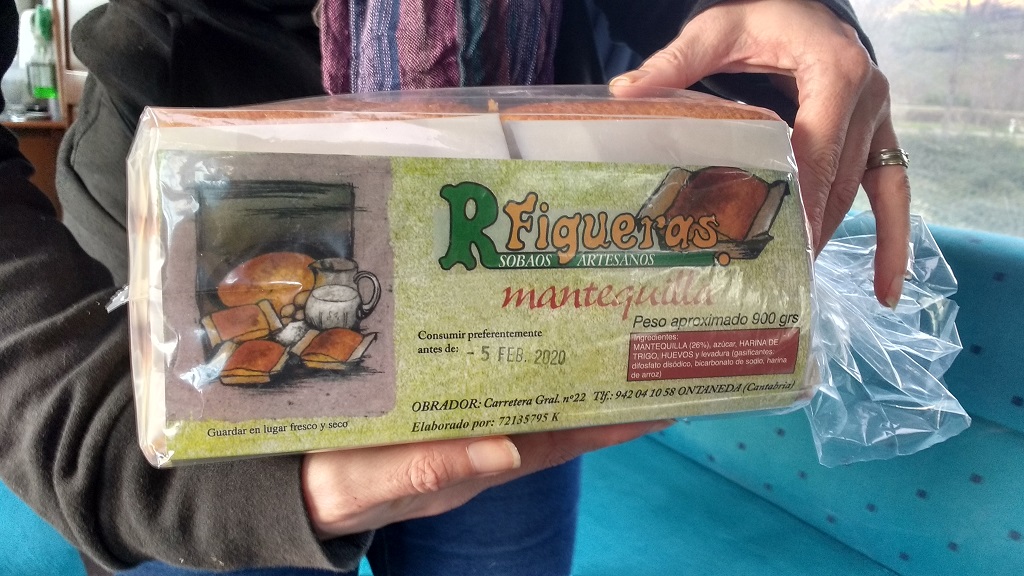 R Figueras
SOBAOS ARTESANOS
mantequilla
Peso aproximado 900 grs
Consumir preferentemente
antes de: - 5 FEB. 2020
Ingredientes:
MANTEQUILLA (26%), azúcar, HARINA DE
TRIGO, HUEVOS y levadura (gasificantes:
difosfato disódico, bicarbonato de sodio, harina
de arroz)
OBRADOR: Carretera Gral. nº22 Tlf.: 942 04 10 58 ONTANEDA (Cantabria)
Elaborado por: 72135795 K
Guardar en lugar fresco y seco